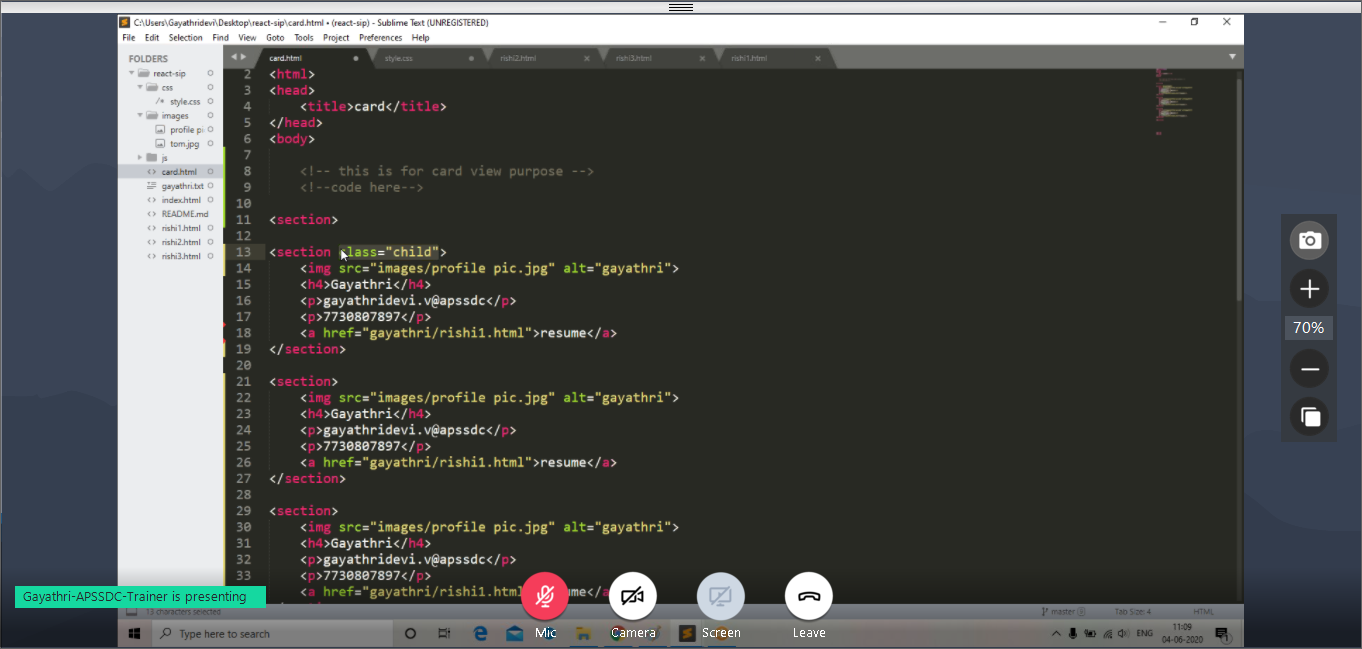 C:\Users\Gayathridevi\Desktop\react-sip\card.html • (react-sip) - Sublime Text (UNREGISTERED)
File Edit Selection Find View Goto Tools Project Preferences Help
FOLDERS
react-sip
css
/* style.css
images
profile pi
tom.jpg
js
<> card.html
gayathri.txt
<> index.html
<> README.md
<> rishi1.html
<> rishi2.html
<> rishi3.html
card.html style.css rishi2.html rishi3.html rishi1.html
2 <html>
3 <head>
4 <title>card</title>
5 </head>
6 <body>
7
8 <!-- this is for card view purpose -->
9 <!--code here-->
10
11 <section>
12
13 <section class="child">
14 <img src="images/profile pic.jpg" alt="gayathri">
15 <h4>Gayathri</h4>
16 <p>gayathridevi.v@apssdc</p>
17 <p>7730807897</p>
18 <a href="gayathri/rishi1.html">resume</a>
19 </section>
20
21 <section>
22 <img src="images/profile pic.jpg" alt="gayathri">
23 <h4>Gayathri</h4>
24 <p>gayathridevi.v@apssdc</p>
25 <p>7730807897</p>
26 <a href="gayathri/rishi1.html">resume</a>
27 </section>
28
29 <section>
30 <img src="images/profile pic.jpg" alt="gayathri">
31 <h4>Gayathri</h4>
32 <p>gayathridevi.v@apssdc</p>
33 <p>7730807897</p>
<a href="gayathri/rishi1.html">resume</a>
70%
Gayathri-APSSDC-Trainer is presenting
13 characters selected
master Tab Size: 4 HTML
Mic Camera Screen Leave
Type here to search
ENG
11:09
04-06-2020